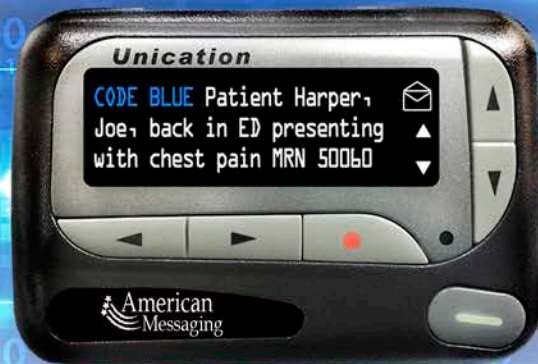 Unication
CODE BLUE Patient Harper,
Joe, back in ED presenting
with chest pain MRN 50060
American
Messaging